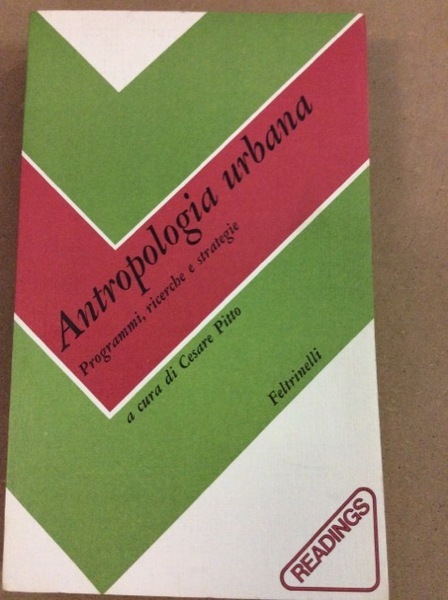 Antropologia urbana
Programmi, ricerche e strategie
a cura di Cesare Pitto
Feltrinelli
READINGS